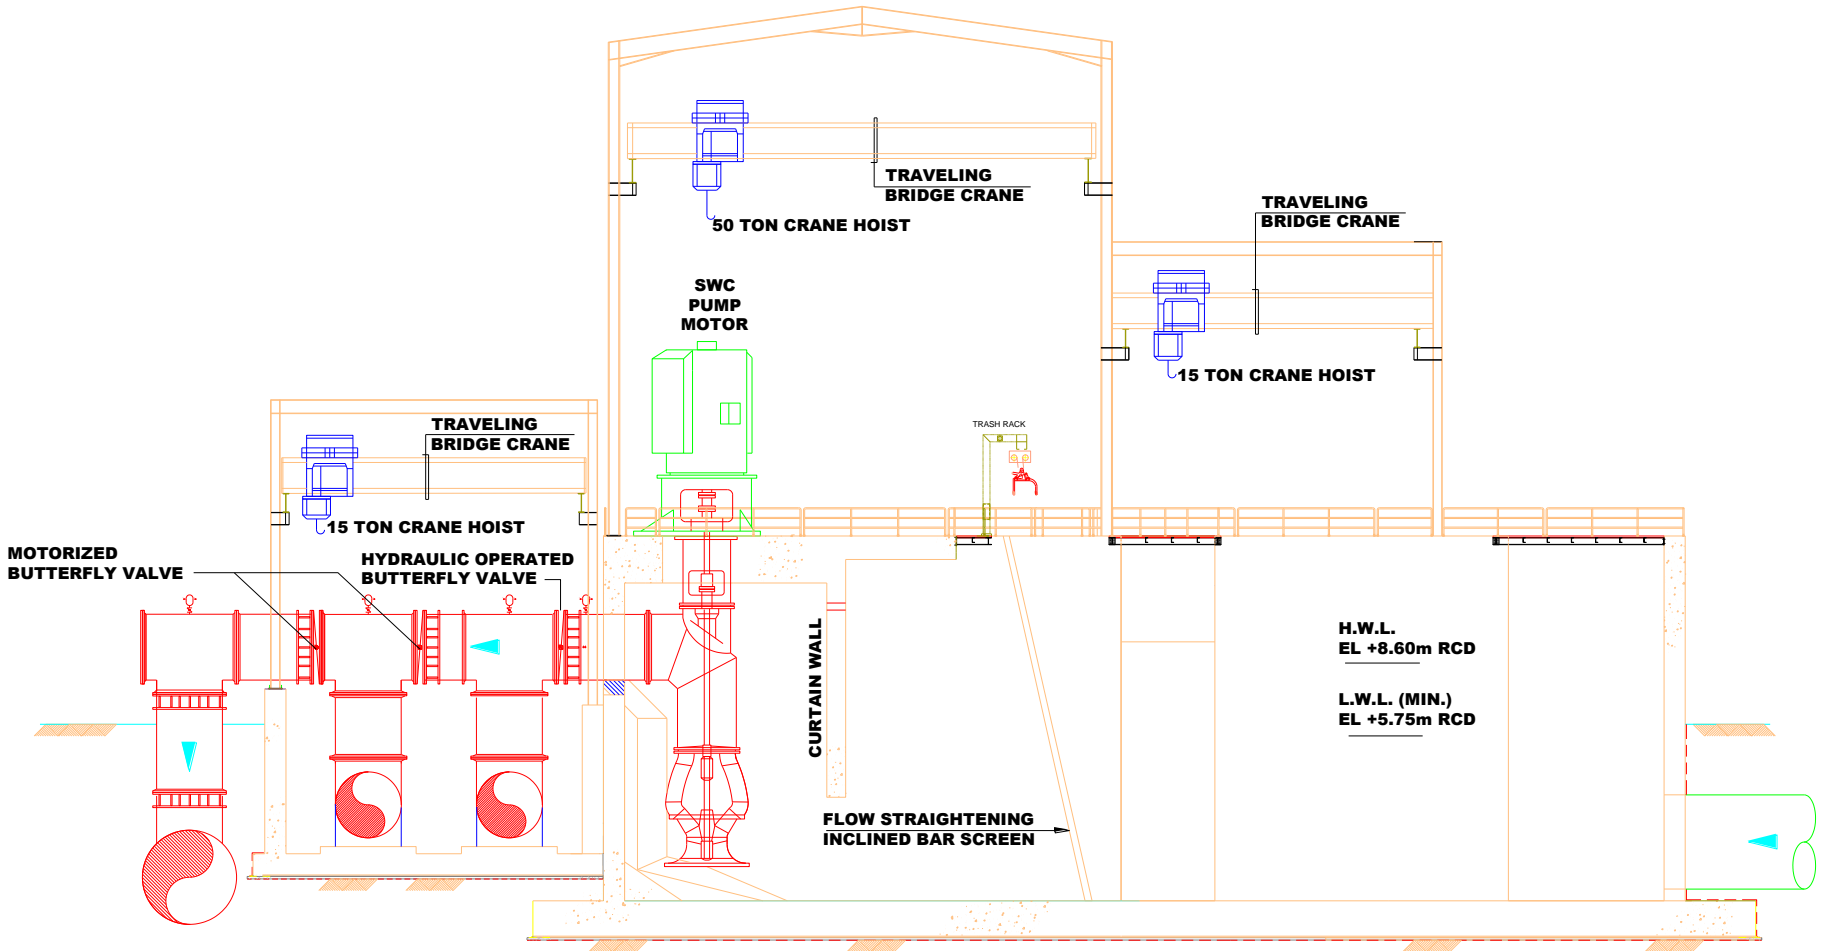 TRAVELING
BRIDGE CRANE
50 TON CRANE HOIST
TRAVELING
BRIDGE CRANE
SWC
PUMP
MOTOR
15 TON CRANE HOIST
TRAVELING
BRIDGE CRANE
TRASH RACK
15 TON CRANE HOIST
MOTORIZED
BUTTERFLY VALVE
HYDRAULIC OPERATED
BUTTERFLY VALVE
CURTAIN WALL
H.W.L.
EL +8.60m RCD
L.W.L. (MIN.)
EL +5.75m RCD
FLOW STRAIGHTENING
INCLINED BAR SCREEN